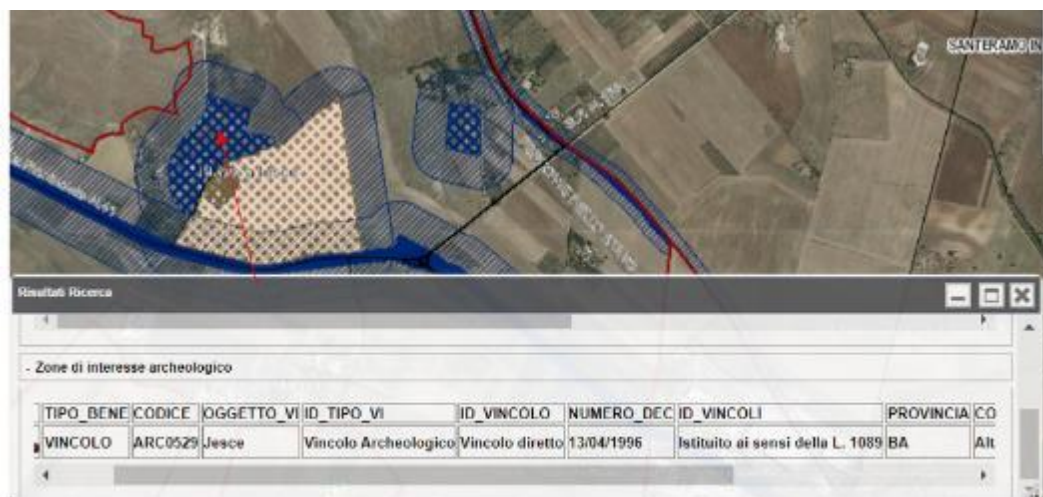 SANTERAMO IN
Risultati Ricerca
- Zone di interesse archeologico
TIPO_BENE CODICE OGGETTO_VI ID_TIPO_VI ID_VINCOLO NUMERO_DEC ID_VINCOLI PROVINCIA CO
VINCOLO ARC0529 Jesce Vincolo Archeologico Vincolo diretto 13/04/1996 Istituito ai sensi della L. 1089 BA Alt